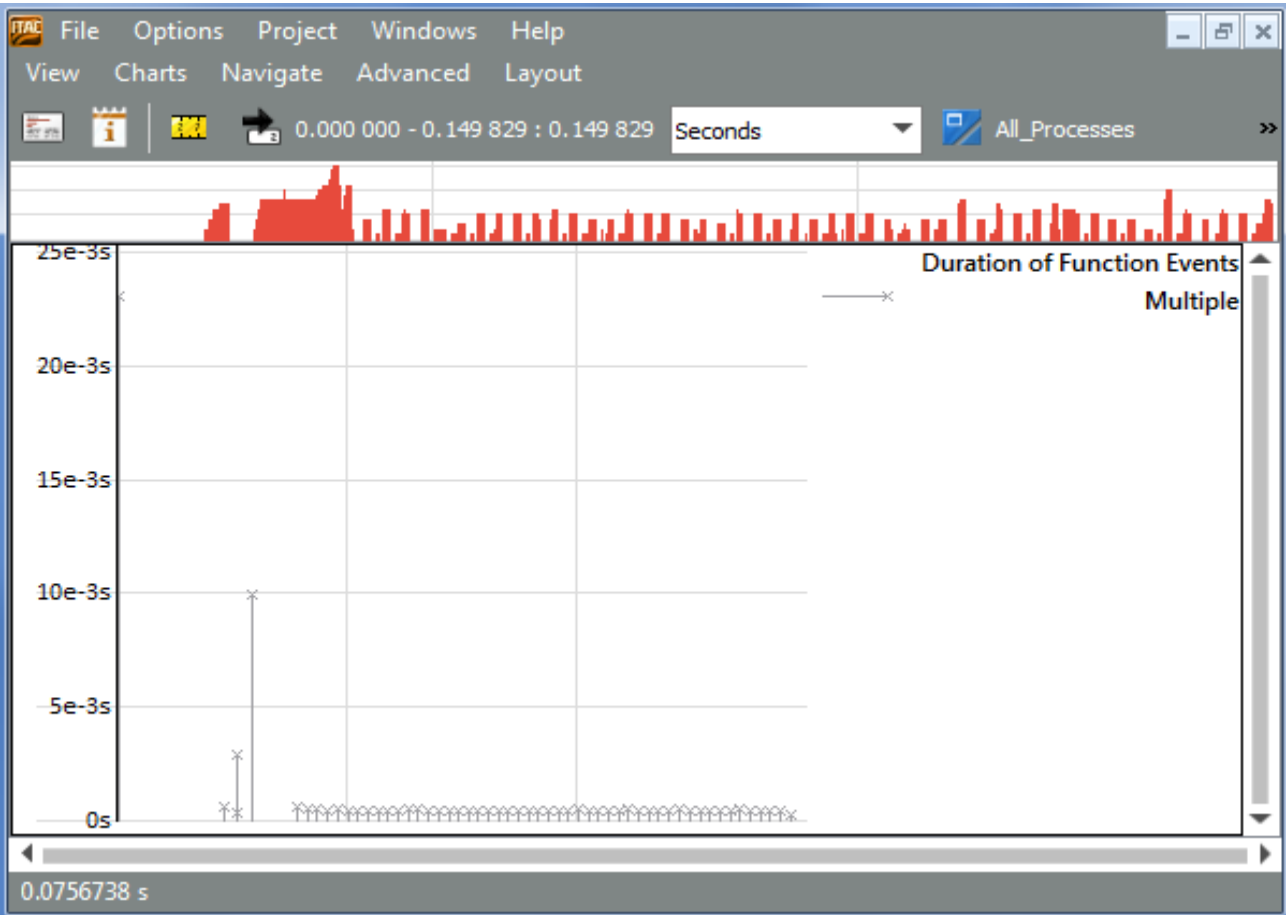 iTAC File Options Project Windows Help
View Charts Navigate Advanced Layout
0.000 000 - 0.149 829 : 0.149 829 Seconds All_Processes »
25e-3s
Duration of Function Events
Multiple
20e-3s
15e-3s
10e-3s
5e-3s
0s
0.0756738 s